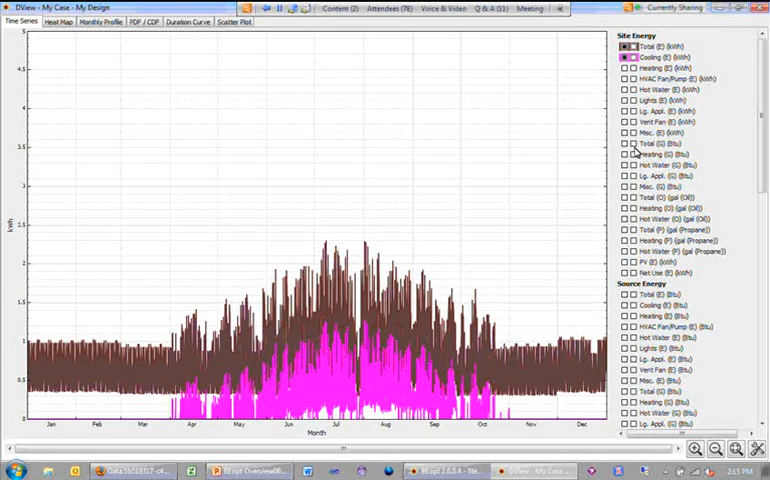 DView - My Case - My Design
Content (2) Attendees (78) Voice & Video Q & A (11) Meeting
Currently Sharing
Time Series Heat Map Monthly Profile PDF / CDF Duration Curve Scatter Plot
5
4.5
4
3.5
3
2.5
2
1.5
1
0.5
0
kWh
Jan Feb Mar Apr May Jun Jul Aug Sep Oct Nov Dec
Month
Site Energy
Total (E) (kWh)
Cooling (E) (kWh)
Heating (E) (kWh)
HVAC Fan/Pump (E) (kWh)
Hot Water (E) (kWh)
Lights (E) (kWh)
Lg. Appl. (E) (kWh)
Vent Fan (E) (kWh)
Misc. (E) (kWh)
Total (G) (Btu)
Heating (G) (Btu)
Hot Water (G) (Btu)
Lg. Appl. (G) (Btu)
Misc. (G) (Btu)
Total (O) (gal (Oil))
Heating (O) (gal (Oil))
Hot Water (O) (gal (Oil))
Total (P) (gal (Propane))
Heating (P) (gal (Propane))
Hot Water (P) (gal (Propane))
PV (E) (kWh)
Net Use (E) (kWh)
Source Energy
Total (E) (Btu)
Cooling (E) (Btu)
Heating (E) (Btu)
HVAC Fan/Pump (E) (Btu)
Hot Water (E) (Btu)
Lights (E) (Btu)
Lg. Appl. (E) (Btu)
Vent Fan (E) (Btu)
Misc. (E) (Btu)
Total (G) (Btu)
Heating (G) (Btu)
Hot Water (G) (Btu)
Lg. Appl. (G) (Btu)
BEopt Overview08... BEopt 2.0.0.4 - Ne... DView - My Case -... 2:15 PM